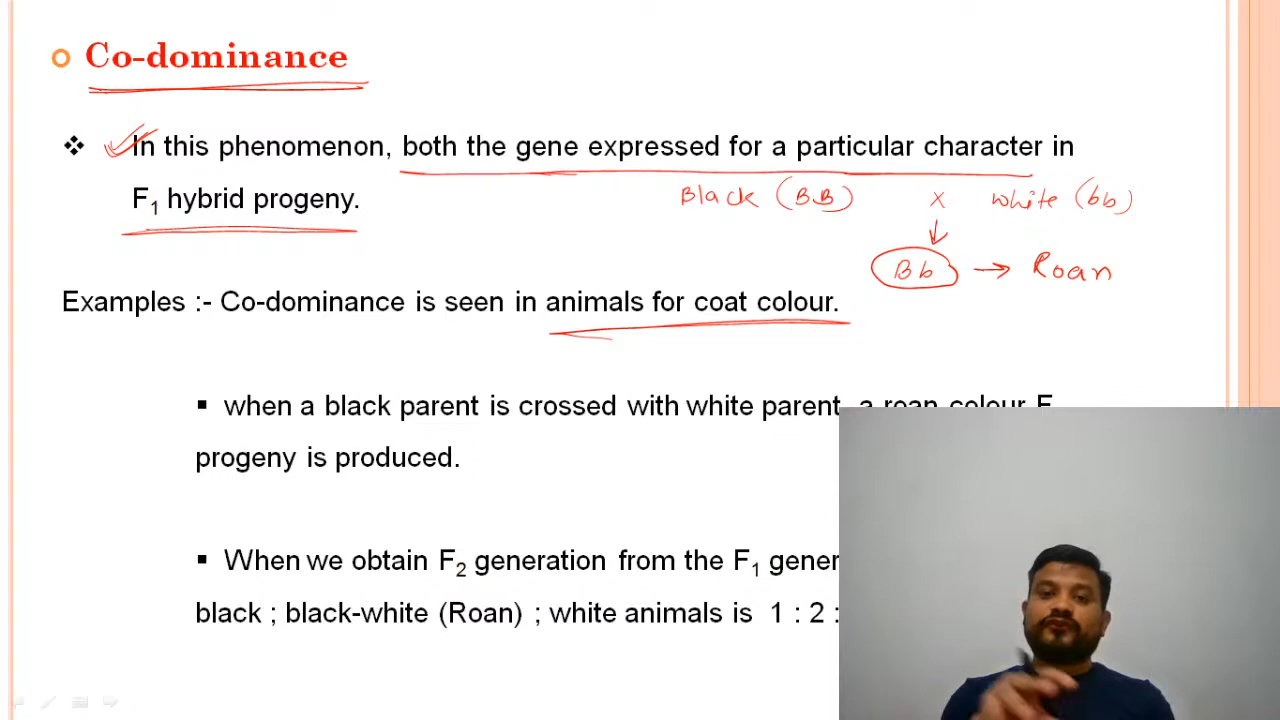 Co-dominance
In this phenomenon, both the gene expressed for a particular character in
F1 hybrid progeny.
Black (BB) x white (bb)
Bb → Roan
Examples :- Co-dominance is seen in animals for coat colour.
when a black parent is crossed with white parent, a roan colour F
progeny is produced.
When we obtain F2 generation from the F1 gener
black ; black-white (Roan) ; white animals is 1 : 2 :